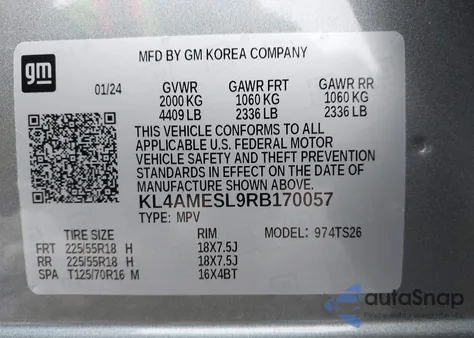 gm
MFD BY GM KOREA COMPANY
01/24 GVWR GAWR FRT GAWR RR
2000 KG 1060 KG 1060 KG
4409 LB 2336 LB 2336 LB
THIS VEHICLE CONFORMS TO ALL
APPLICABLE U.S. FEDERAL MOTOR
VEHICLE SAFETY AND THEFT PREVENTION
STANDARDS IN EFFECT ON THE DATE OF
MANUFACTURE SHOWN ABOVE.
KL4AMESL9RB170057
TYPE: MPV MODEL: 974TS26
TIRE SIZE RIM
FRT 225/55R18 H 18X7.5J
RR 225/55R18 H 18X7.5J
SPA T125/70R16 M 16X4BT
autoSnap